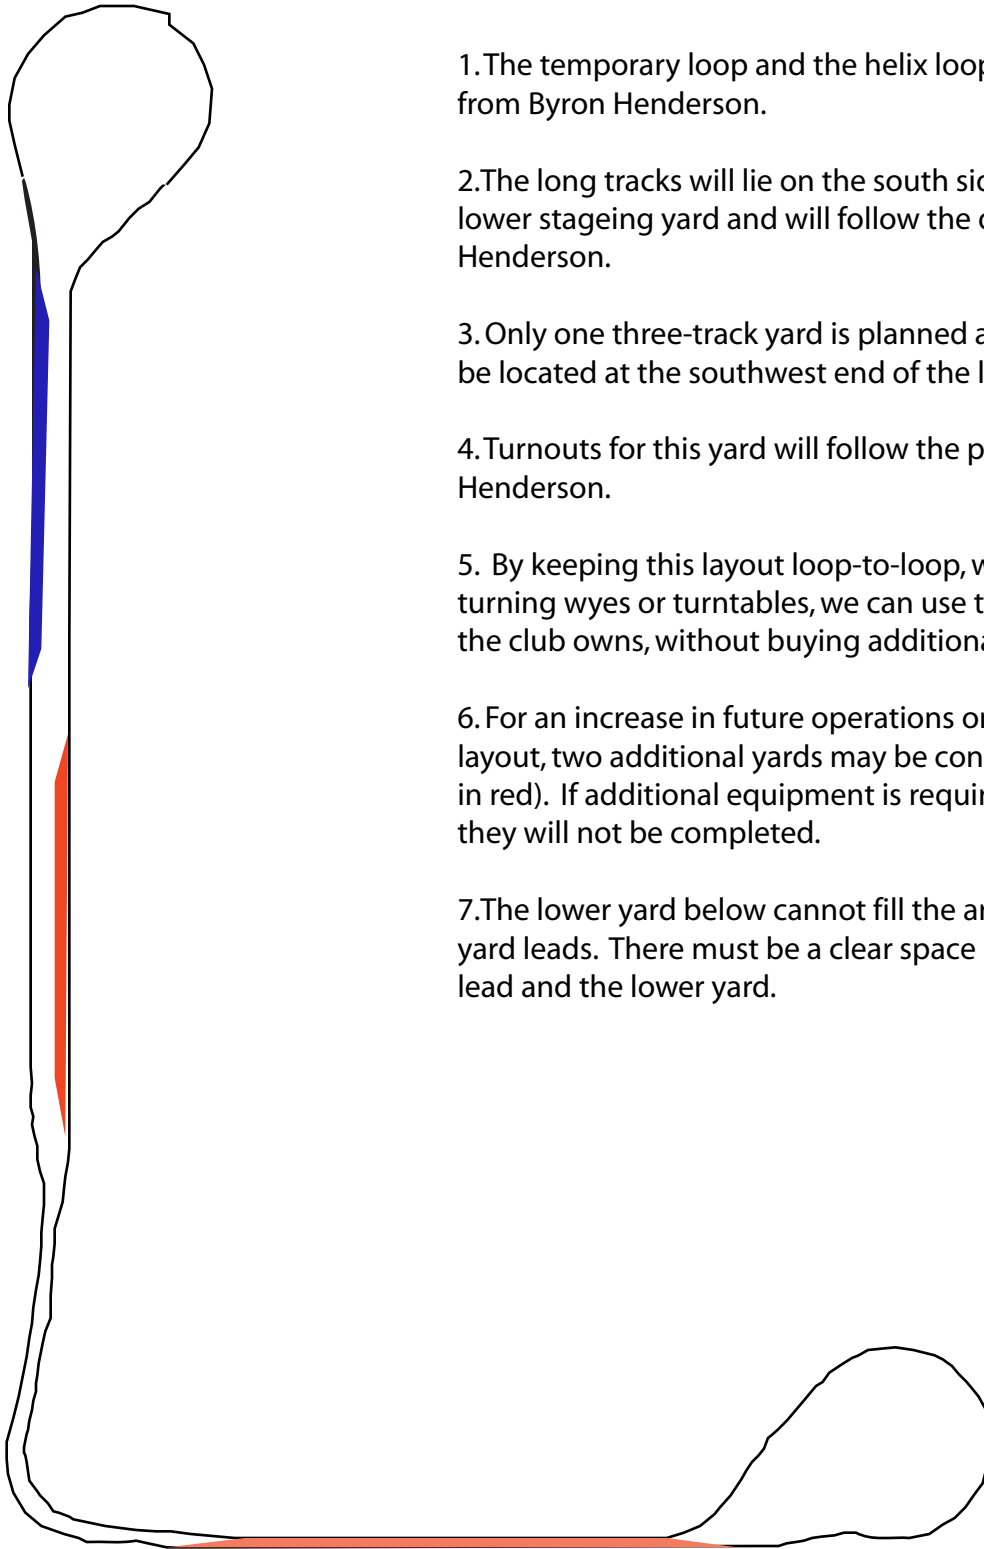 1. The temporary loop and the helix loop
from Byron Henderson.
2.The long tracks will lie on the south
lower stageing yard and will follow the
Henderson.
3. Only one three-track yard is planned
be located at the southwest end of the
4. Turnouts for this yard will follow the
Henderson.
5. By keeping this layout loop-to-loop,
turning wyes or turntables, we can use
the club owns, without buying
6. For an increase in future operations
layout, two additional yards may be
in red). If additional equipment is
they will not be completed.
7.The lower yard below cannot fill the
yard leads. There must be a clear space
lead and the lower yard.